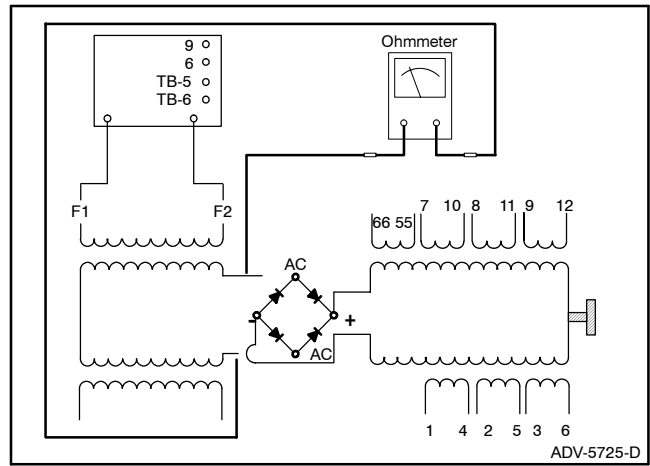 9
6
TB-5
TB-6
Ohmmeter
F1 F2
66 55 7 10 8 11 9 12
AC
- +
AC
1 4 2 5 3 6
ADV-5725-D